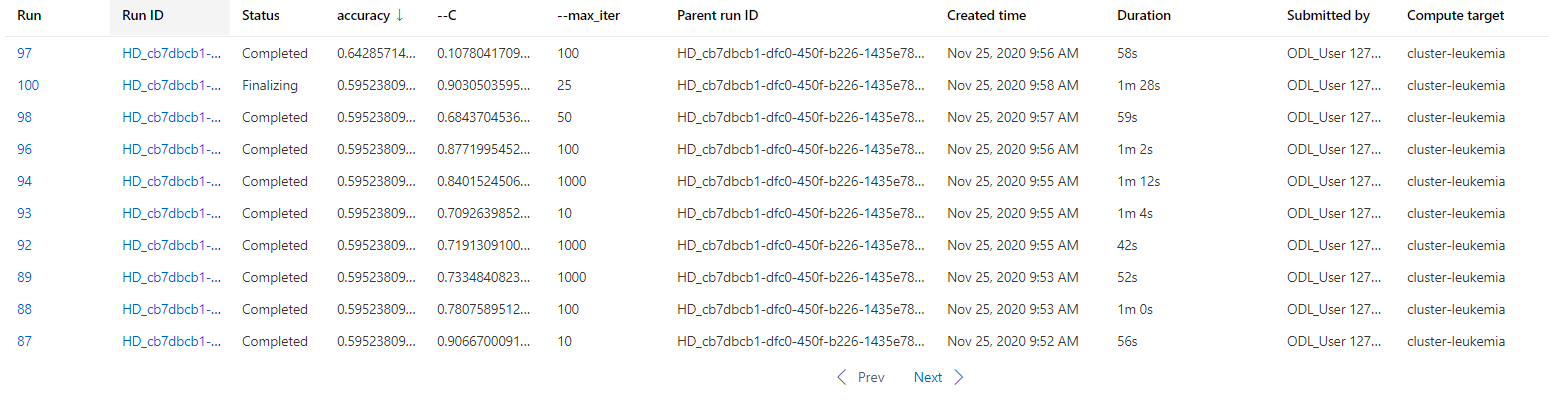 Run Run ID Status accuracy ↓ --C --max_iter Parent run ID Created time Duration Submitted by Compute target
97 HD_cb7dbcb1-... Completed 0.64285714... 0.1078041709... 100 HD_cb7dbcb1-dfc0-450f-b226-1435e78... Nov 25, 2020 9:56 AM 58s ODL_User 127... cluster-leukemia
100 HD_cb7dbcb1-... Finalizing 0.59523809... 0.9030503595... 25 HD_cb7dbcb1-dfc0-450f-b226-1435e78... Nov 25, 2020 9:58 AM 1m 28s ODL_User 127... cluster-leukemia
98 HD_cb7dbcb1-... Completed 0.59523809... 0.6843704536... 50 HD_cb7dbcb1-dfc0-450f-b226-1435e78... Nov 25, 2020 9:57 AM 59s ODL_User 127... cluster-leukemia
96 HD_cb7dbcb1-... Completed 0.59523809... 0.8771995452... 100 HD_cb7dbcb1-dfc0-450f-b226-1435e78... Nov 25, 2020 9:56 AM 1m 2s ODL_User 127... cluster-leukemia
94 HD_cb7dbcb1-... Completed 0.59523809... 0.8401524506... 1000 HD_cb7dbcb1-dfc0-450f-b226-1435e78... Nov 25, 2020 9:55 AM 1m 12s ODL_User 127... cluster-leukemia
93 HD_cb7dbcb1-... Completed 0.59523809... 0.7092639852... 10 HD_cb7dbcb1-dfc0-450f-b226-1435e78... Nov 25, 2020 9:55 AM 1m 4s ODL_User 127... cluster-leukemia
92 HD_cb7dbcb1-... Completed 0.59523809... 0.7191309100... 1000 HD_cb7dbcb1-dfc0-450f-b226-1435e78... Nov 25, 2020 9:55 AM 42s ODL_User 127... cluster-leukemia
89 HD_cb7dbcb1-... Completed 0.59523809... 0.7334840823... 1000 HD_cb7dbcb1-dfc0-450f-b226-1435e78... Nov 25, 2020 9:53 AM 52s ODL_User 127... cluster-leukemia
88 HD_cb7dbcb1-... Completed 0.59523809... 0.7807589512... 100 HD_cb7dbcb1-dfc0-450f-b226-1435e78... Nov 25, 2020 9:53 AM 1m 0s ODL_User 127... cluster-leukemia
87 HD_cb7dbcb1-... Completed 0.59523809... 0.9066700091... 10 HD_cb7dbcb1-dfc0-450f-b226-1435e78... Nov 25, 2020 9:52 AM 56s ODL_User 127... cluster-leukemia
Prev Next